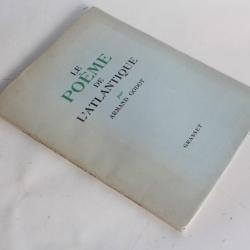 LE
POÈME
DE
L'ATLANTIQUE
par
ARMAND GODOY
GRASSET